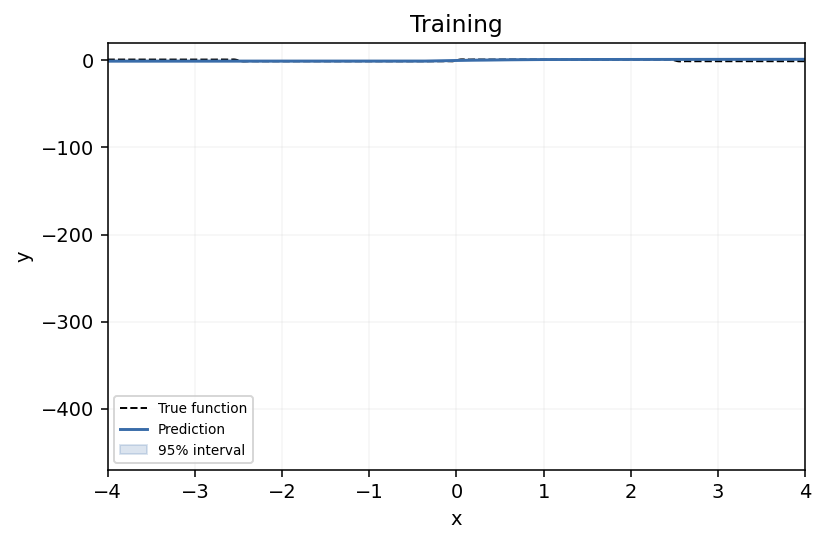 Training
0
−100
−200
−300
−400
y
True function
Prediction
95% interval
−4 −3 −2 −1 0 1 2 3 4
x